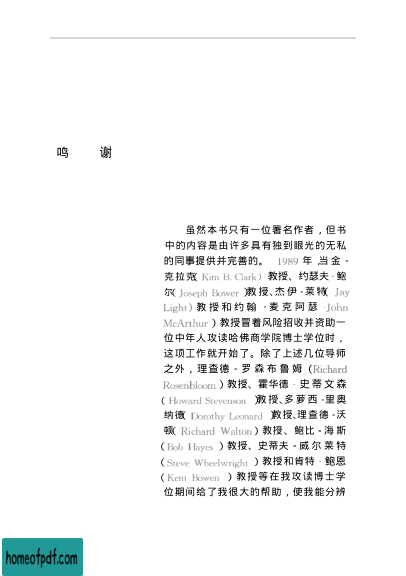 鸣 谢
虽然本书只有一位署名作者，但书
中的内容是由许多具有独到眼光的无私
的同事提供并完善的。 1989 年，当金·
克拉克(Kim B. Clark）教授、约瑟夫·鲍
尔(Joseph Bower )教授、杰伊·莱特( Jay
Light）教授和约翰·麦克阿瑟·John
McArthur ）教授冒着风险招收并资助一
位中年人攻读哈佛商学院博士学位时，
这项工作就开始了。除了上述几位导师
之外，理查德·罗森布鲁姆（Richard
Rosenbloom ）教授、霍华德·史蒂文森
（Howard Stevenson )教授、多萝西·里奥
纳德(Dorothy Leonard )教授、理查德·沃
顿( Richard Walton）教授、鲍比·海斯
（Bob Hayes ）教授、史蒂夫·威尔莱特
（Steve Wheelwright ）教授和肯特·鲍恩
（Kent Bowen ）教授等在我攻读博士学
位期间给了我很大的帮助，使我能分辨
homeofpdf.com